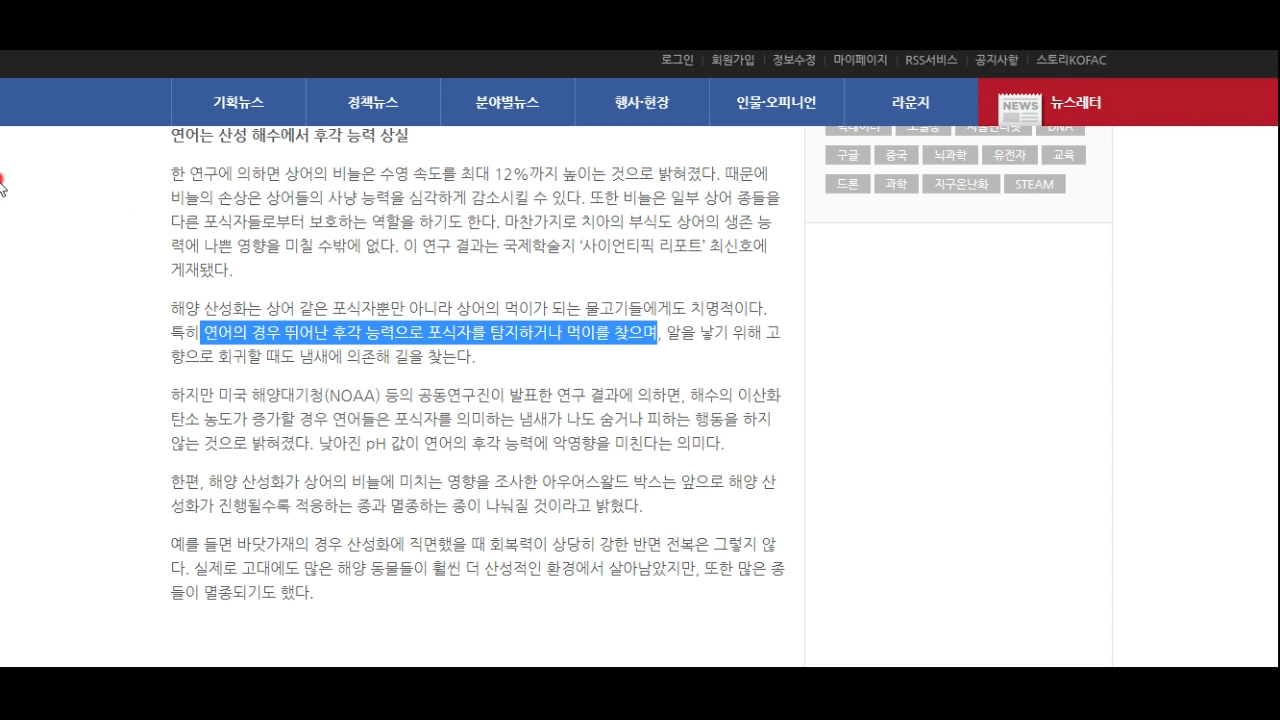 로그인 회원가입 정보수정 마이페이지 RSS서비스 공지사항 스토리KOFAC
기획뉴스 정책뉴스 분야별뉴스 행사·현장 인물·오피니언 라운지 NEWS 뉴스레터
연어는 산성 해수에서 후각 능력 상실
한 연구에 의하면 상어의 비늘은 수영 속도를 최대 12%까지 높이는 것으로 밝혀졌다. 때문에
비늘의 손상은 상어들의 사냥 능력을 심각하게 감소시킬 수 있다. 또한 비늘은 일부 상어 종들을
다른 포식자들로부터 보호하는 역할을 하기도 한다. 마찬가지로 치아의 부식도 상어의 생존 능
력에 나쁜 영향을 미칠 수밖에 없다. 이 연구 결과는 국제학술지 ‘사이언티픽 리포트’ 최신호에
게재됐다.
해양 산성화는 상어 같은 포식자뿐만 아니라 상어의 먹이가 되는 물고기들에게도 치명적이다.
특히 연어의 경우 뛰어난 후각 능력으로 포식자를 탐지하거나 먹이를 찾으며, 알을 낳기 위해 고
향으로 회귀할 때도 냄새에 의존해 길을 찾는다.
하지만 미국 해양대기청(NOAA) 등의 공동연구진이 발표한 연구 결과에 의하면, 해수의 이산화
탄소 농도가 증가할 경우 연어들은 포식자를 의미하는 냄새가 나도 숨거나 피하는 행동을 하지
않는 것으로 밝혀졌다. 낮아진 pH 값이 연어의 후각 능력에 악영향을 미친다는 의미다.
한편, 해양 산성화가 상어의 비늘에 미치는 영향을 조사한 아우어스왈드 박스는 앞으로 해양 산
성화가 진행될수록 적응하는 종과 멸종하는 종이 나눠질 것이라고 밝혔다.
예를 들면 바닷가재의 경우 산성화에 직면했을 때 회복력이 상당히 강한 반면 전복은 그렇지 않
다. 실제로 고대에도 많은 해양 동물들이 훨씬 더 산성적인 환경에서 살아남았지만, 또한 많은 종
들이 멸종되기도 했다.
DNA
구글 중국 뇌과학 유전자 교육
드론 과학 지구온난화 STEAM